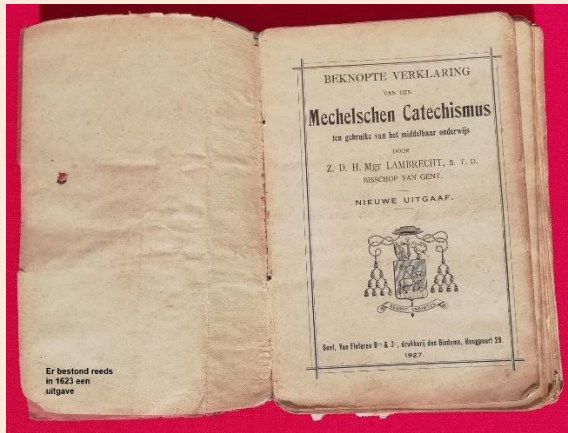 Er bestond reeds
in 1623 een
uitgave
BEKNOPTE VERKLARING
VAN DEN
Mechelschen Catechismus
ten gebruike van het middelbaar onderwijs
DOOR
Z. D. H. Mgr LAMBRECHT, S. T. D.
BISSCHOP VAN GENT.
NIEUWE UITGAAF.
Gent, Van Fleteren & drukkerij des Bisdoms, Hoogpoort 29.
1927.